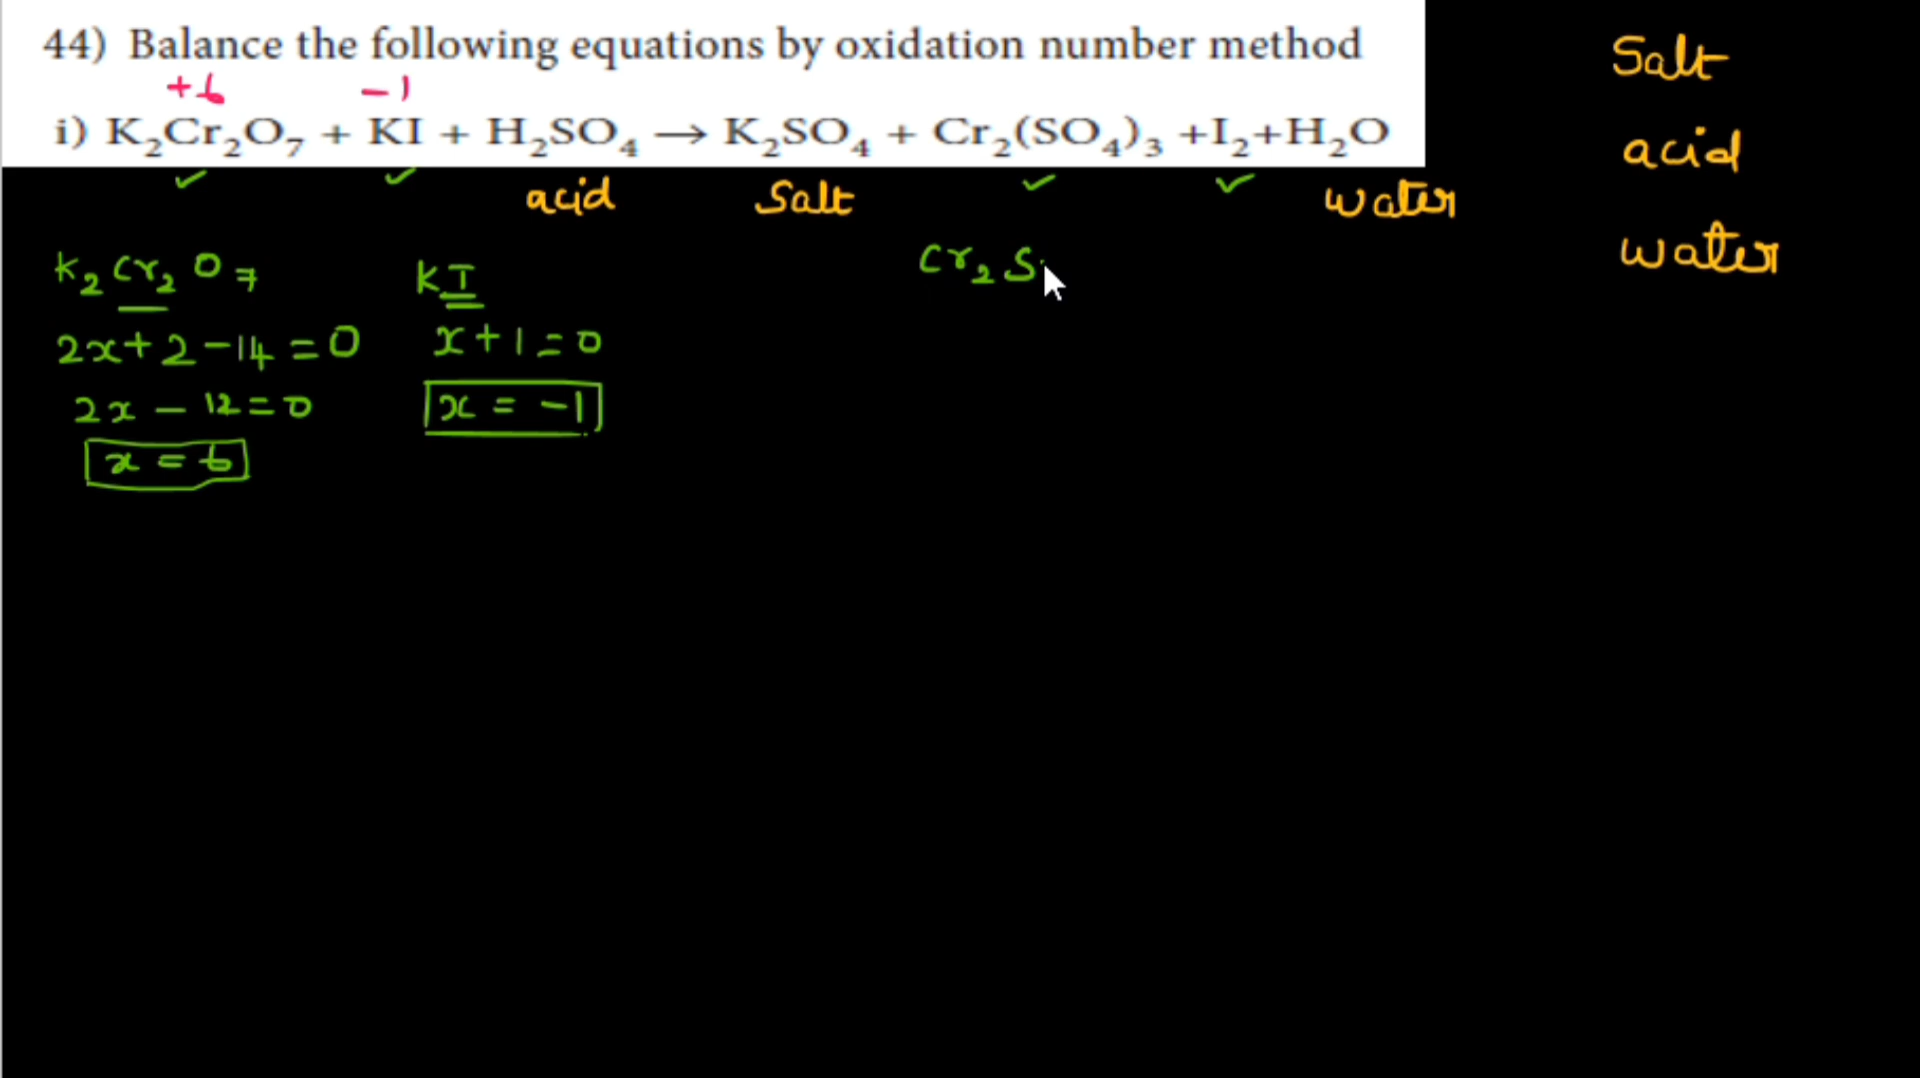 44) Balance the following equations by oxidation number method
+6 -1
i) K₂Cr₂O₇ + KI + H₂SO₄ → K₂SO₄ + Cr₂(SO₄)₃ +I₂+H₂O
acid Salt water
K₂Cr₂O₇ KI Cr₂S
2x+2-14=0 x+1=0
2x-12=0 x=-1
x=6
Salt
acid
water